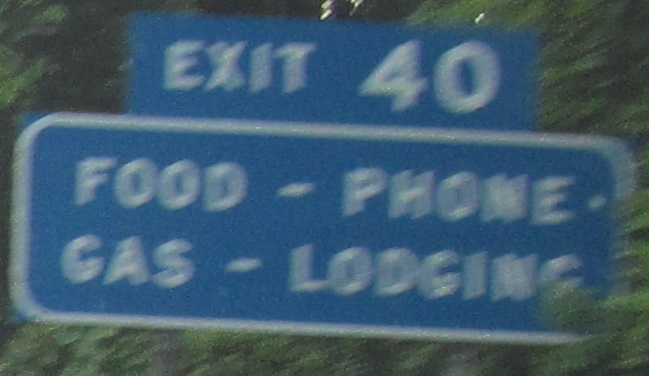 EXIT 40
FOOD - PHONE -
GAS - LODGING